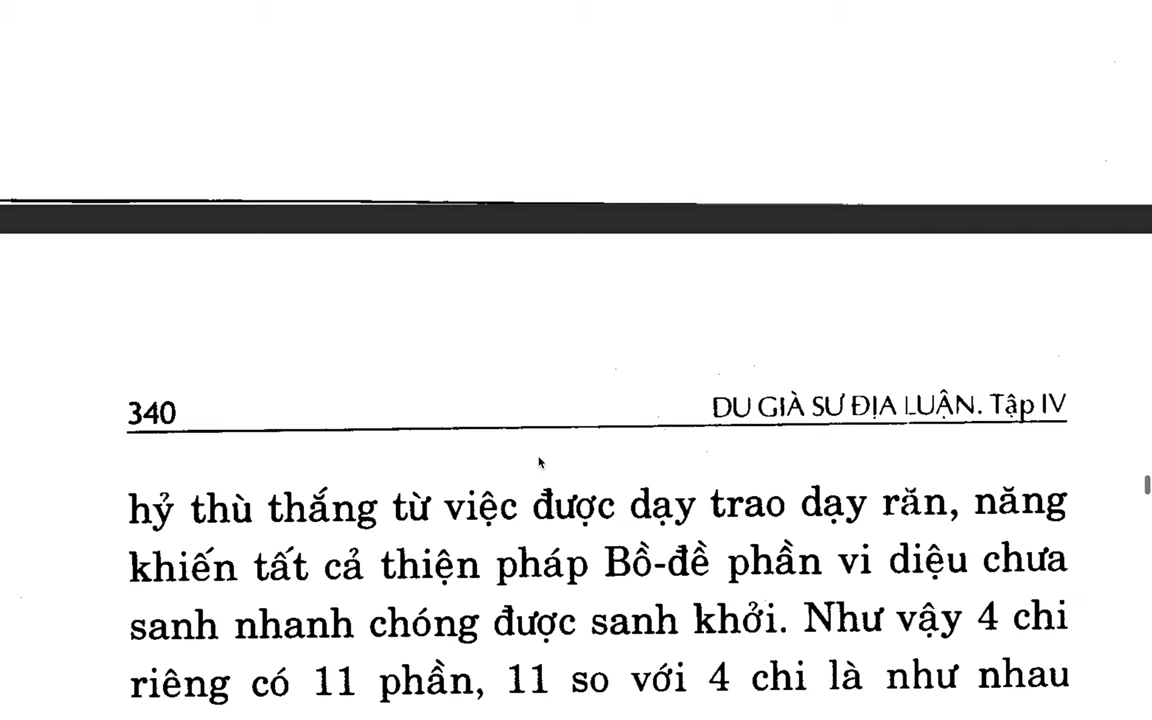 340
DU GIÀ SƯ ĐỊA LUẬN. Tập IV
hỷ thù thắng từ việc được dạy trao dạy răn, năng
khiến tất cả thiện pháp Bồ-đề phần vi diệu chưa
sanh nhanh chóng được sanh khởi. Như vậy 4 chi
riêng có 11 phần, 11 so với 4 chi là như nhau